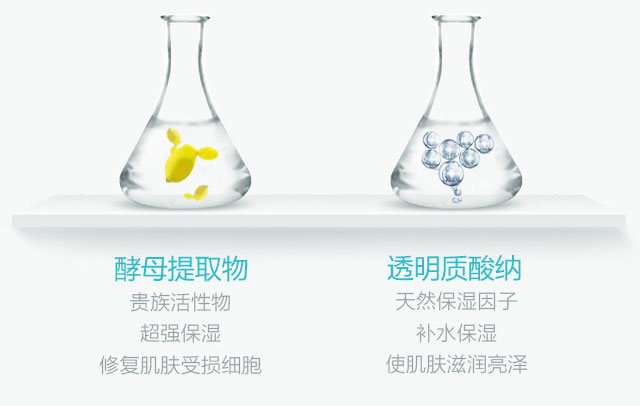 酵母提取物
贵族活性物
超强保湿
修复肌肤受损细胞
透明质酸纳
天然保湿因子
补水保湿
使肌肤滋润亮泽